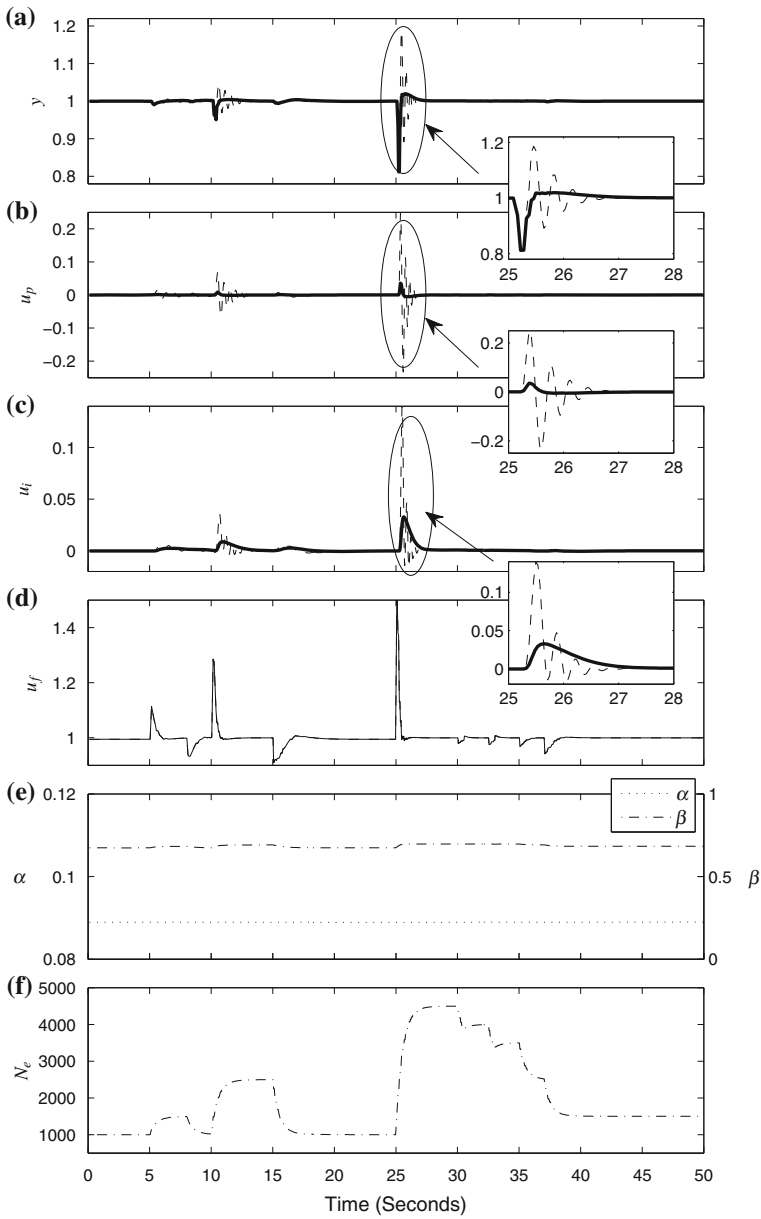 (a)
1.2
1.1
1
0.9
0.8
y
1.2
1
0.8
25 26 27 28
(b)
0.2
0.1
0
−0.1
−0.2
u_p
0.2
0
−0.2
25 26 27 28
(c)
0.1
0.05
0
u_i
0.1
0.05
0
25 26 27 28
(d)
1.4
1.2
1
u_f
(e)
0.12
0.1
0.08
α
α
β
1
0.5
0
β
(f)
5000
4000
3000
2000
1000
N_e
0 5 10 15 20 25 30 35 40 45 50
Time (Seconds)